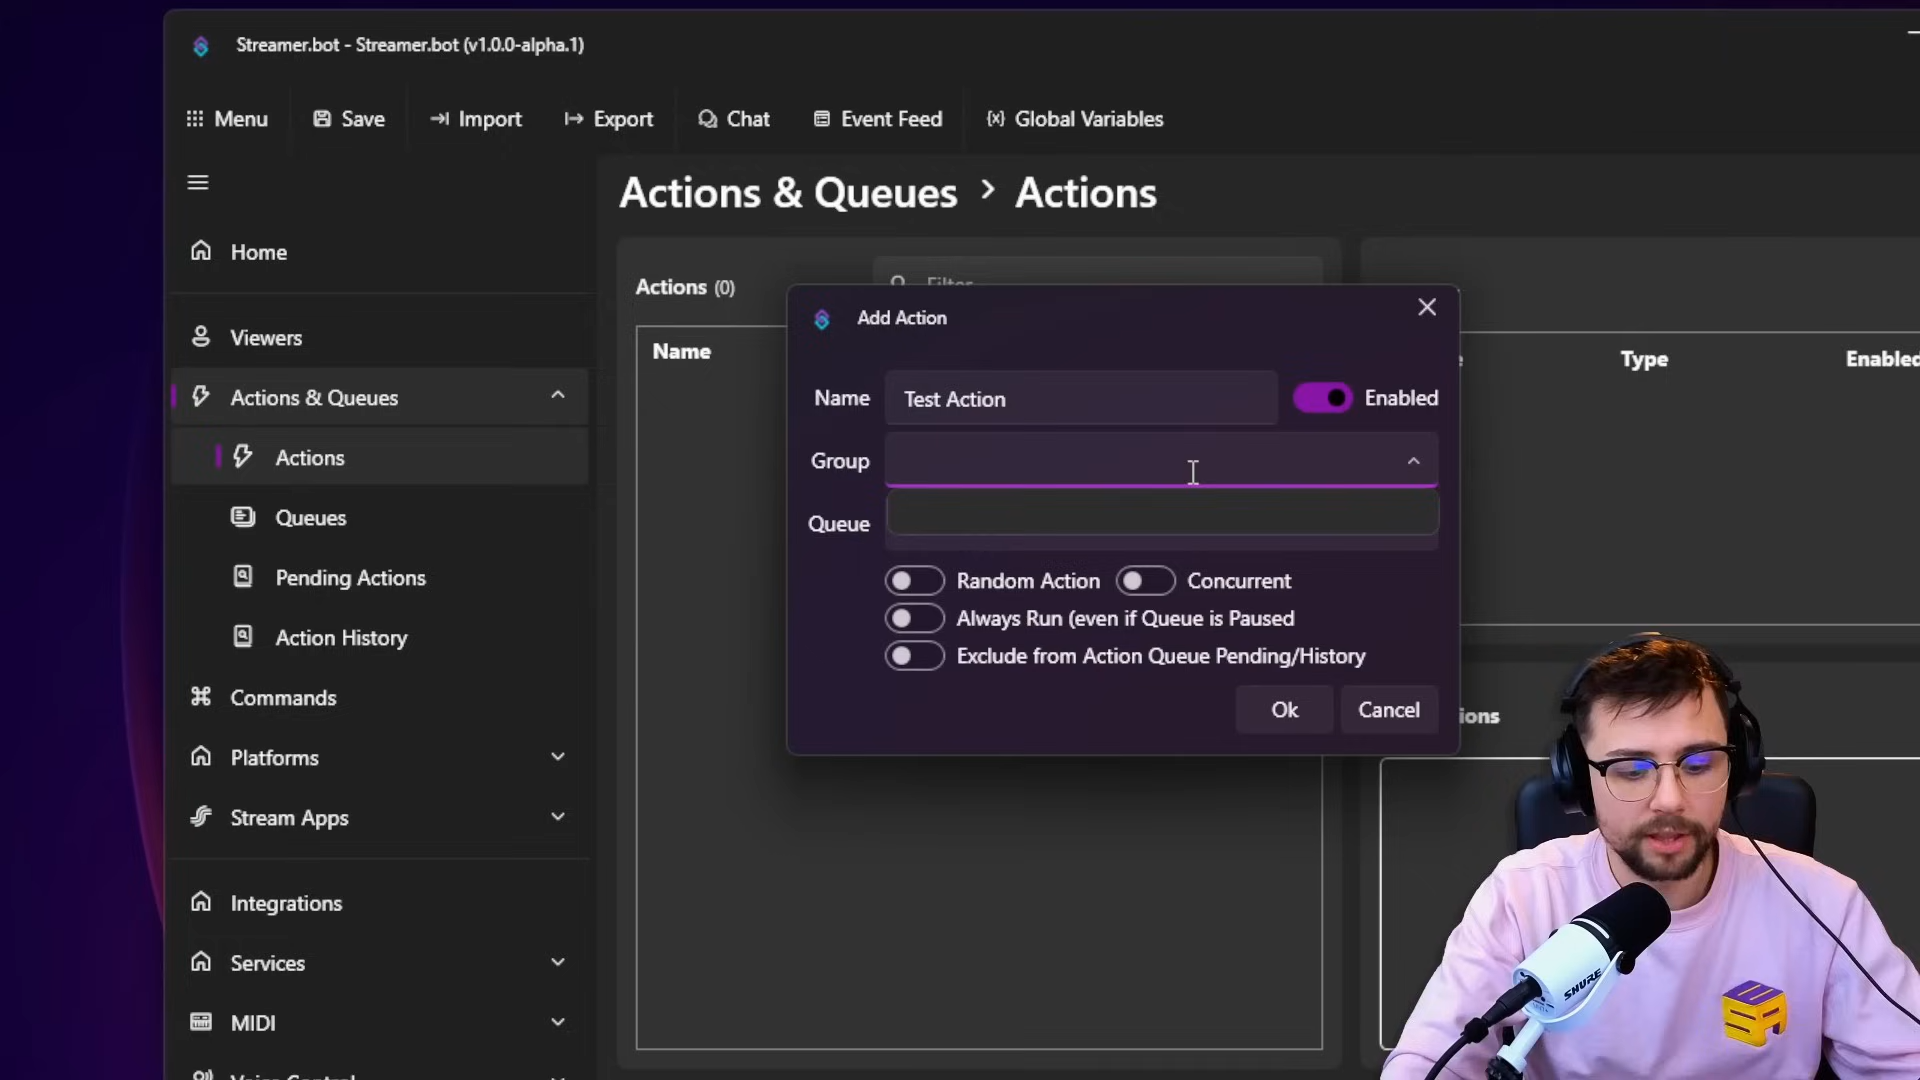 Streamer.bot - Streamer.bot (v1.0.0-alpha.1)
Menu
Save
Import
Export
Chat
Event Feed
Global Variables
Actions & Queues > Actions
Home
Viewers
Actions & Queues
Actions
Queues
Pending Actions
Action History
Commands
Platforms
Stream Apps
Integrations
Services
MIDI
Actions (0)
Filter
Name
Type
Enabled
Add Action
Name Test Action Enabled
Group
Queue
Random Action Concurrent
Always Run (even if Queue is Paused
Exclude from Action Queue Pending/History
Ok Cancel
ions
SHURE